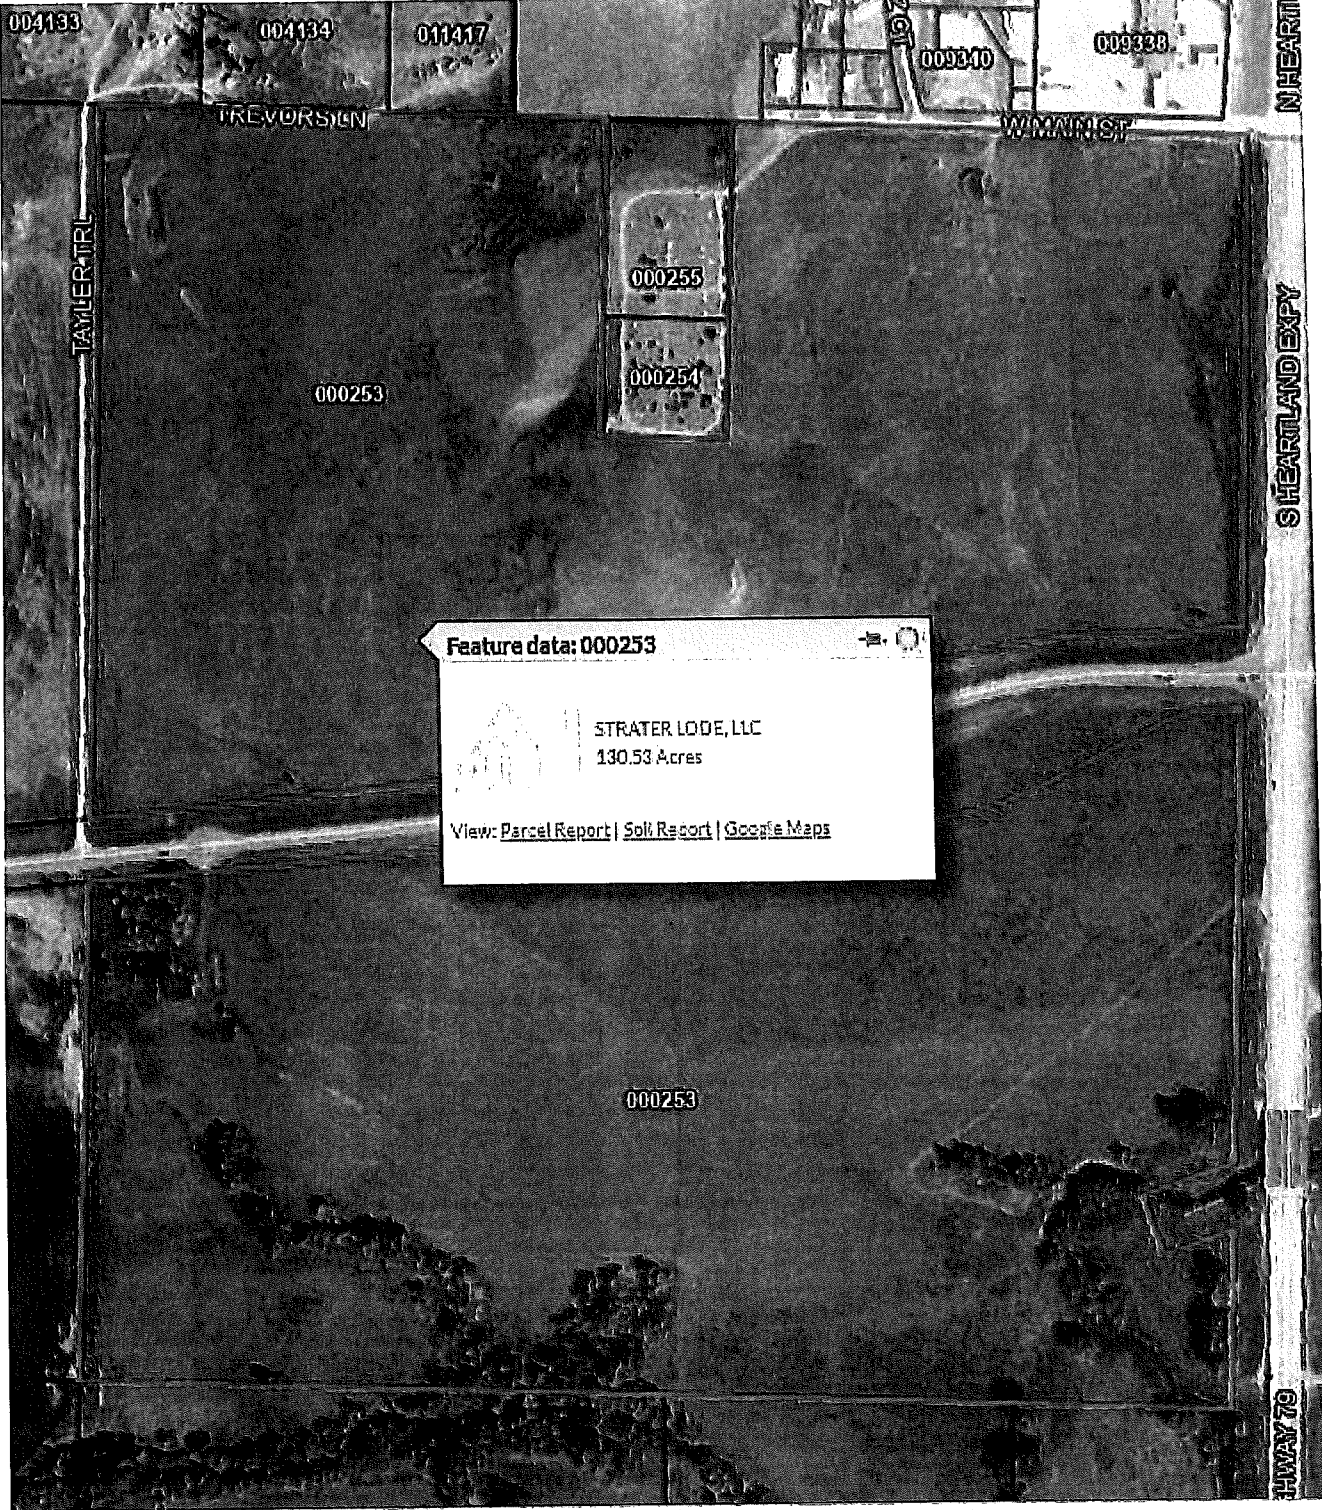 004133
004134
011417
009340
009338
N HEARTL
TREVORS LN
W MAIN ST
TAYLER TRL
000255
000254
000253
S HEARTLAND EXPY
Feature data: 000253
STRATER LODE, LLC
130.53 Acres
View: Parcel Report | Soil Report | Google Maps
000253
HWAY 79